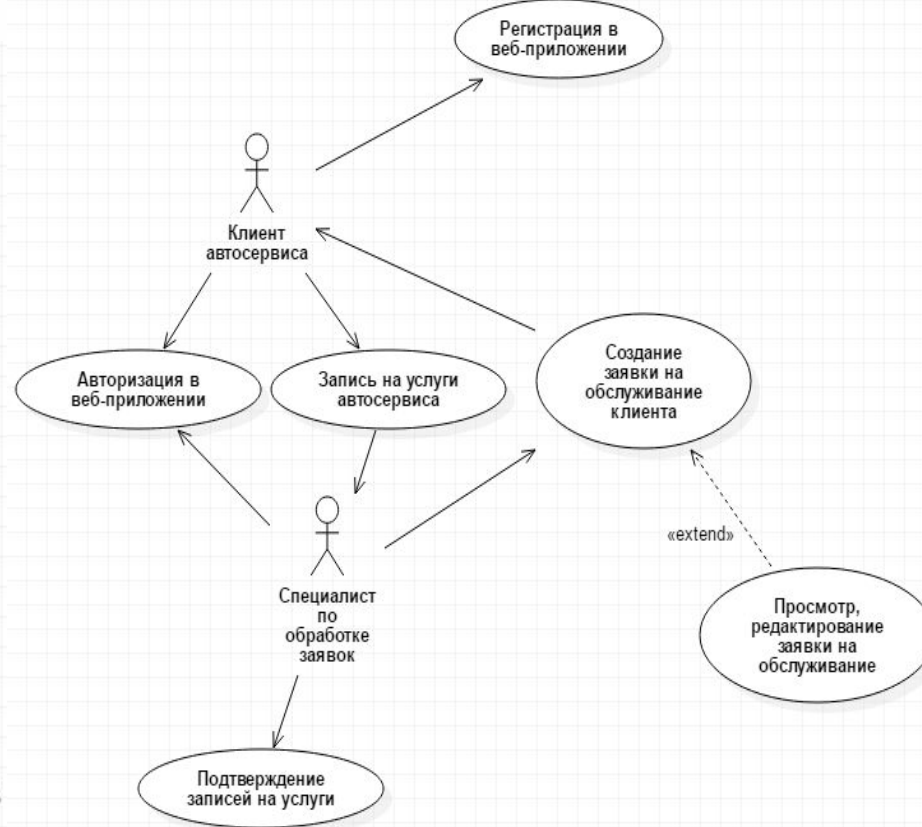 Регистрация в
веб-приложении
Клиент
автосервиса
Авторизация в
веб-приложении
Запись на услуги
автосервиса
Создание
заявки на
обслуживание
клиента
«extend»
Специалист
по
обработке
заявок
Просмотр,
редактирование
заявки на
обслуживание
Подтверждение
записей на услуги